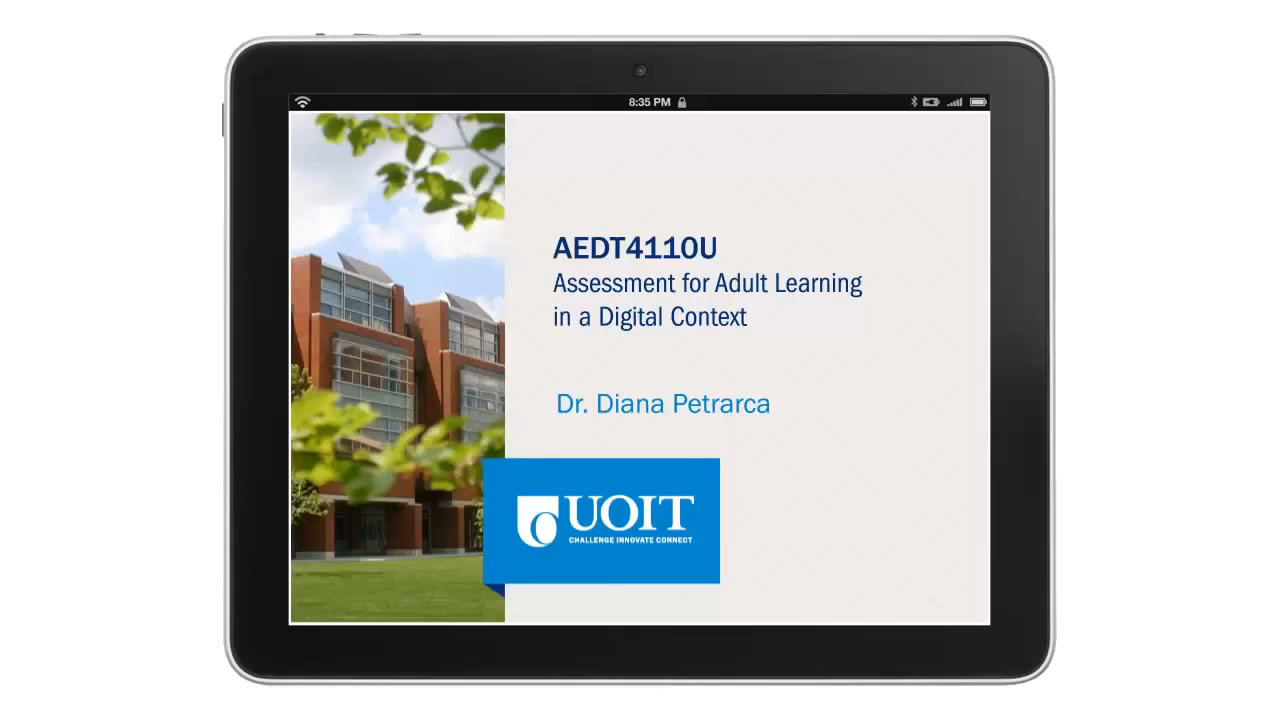 8:35 PM
AEDT4110U
Assessment for Adult Learning
in a Digital Context
Dr. Diana Petrarca
UOIT
CHALLENGE INNOVATE CONNECT